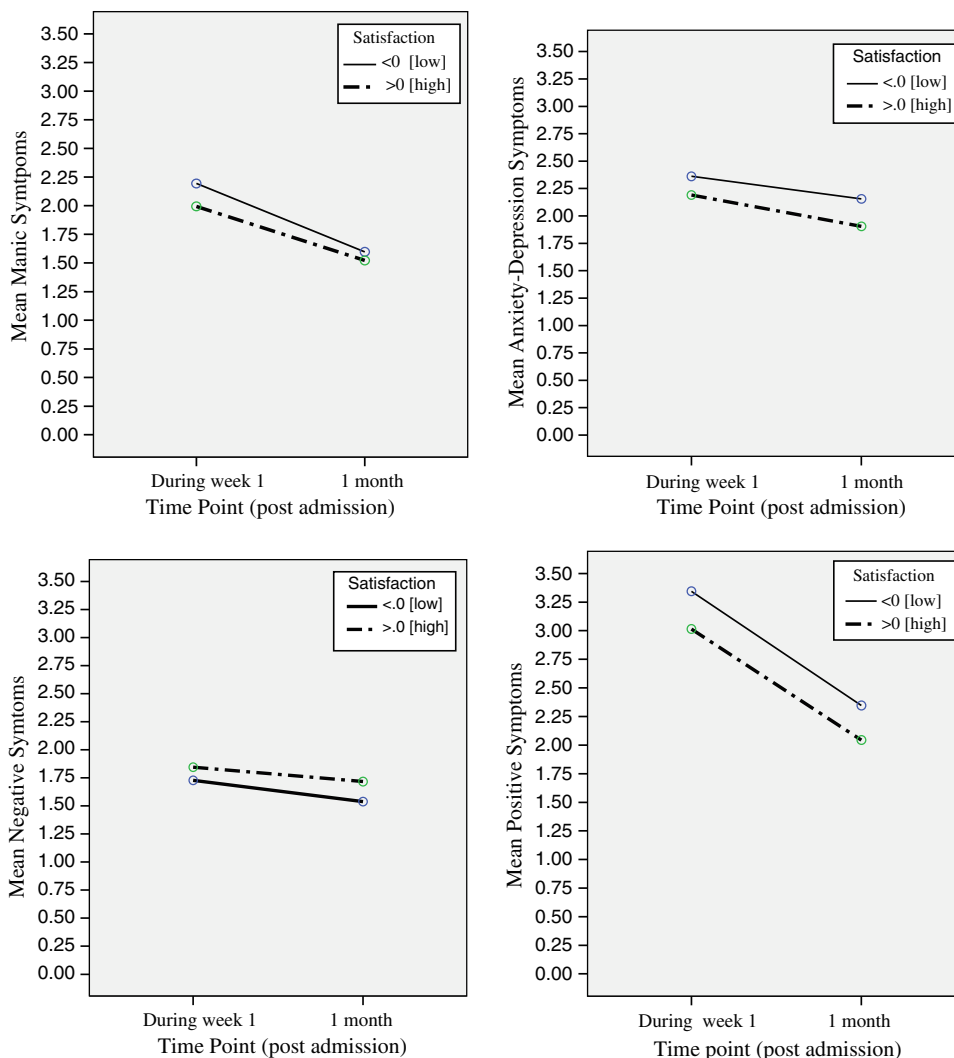 3.50
3.25
3.00
2.75
2.50
2.25
2.00
1.75
1.50
1.25
1.00
0.75
0.50
0.25
0.00
Mean Manic Symtpoms
Satisfaction
<0 [low]
>0 [high]
During week 1 1 month
Time Point (post admission)
3.50
3.25
3.00
2.75
2.50
2.25
2.00
1.75
1.50
1.25
1.00
0.75
0.50
0.25
0.00
Mean Anxiety-Depression Symptoms
Satisfaction
<.0 [low]
>.0 [high]
During week 1 1 month
Time Point (post admission)
3.50
3.25
3.00
2.75
2.50
2.25
2.00
1.75
1.50
1.25
1.00
0.75
0.50
0.25
0.00
Mean Negative Symtoms
Satisfaction
<.0 [low]
>.0 [high]
During week 1 1 month
Time Point (post admission)
3.50
3.25
3.00
2.75
2.50
2.25
2.00
1.75
1.50
1.25
1.00
0.75
0.50
0.25
0.00
Mean Positive Symptoms
Satisfaction
<0 [low]
>0 [high]
During week 1 1 month
Time point (post admission)